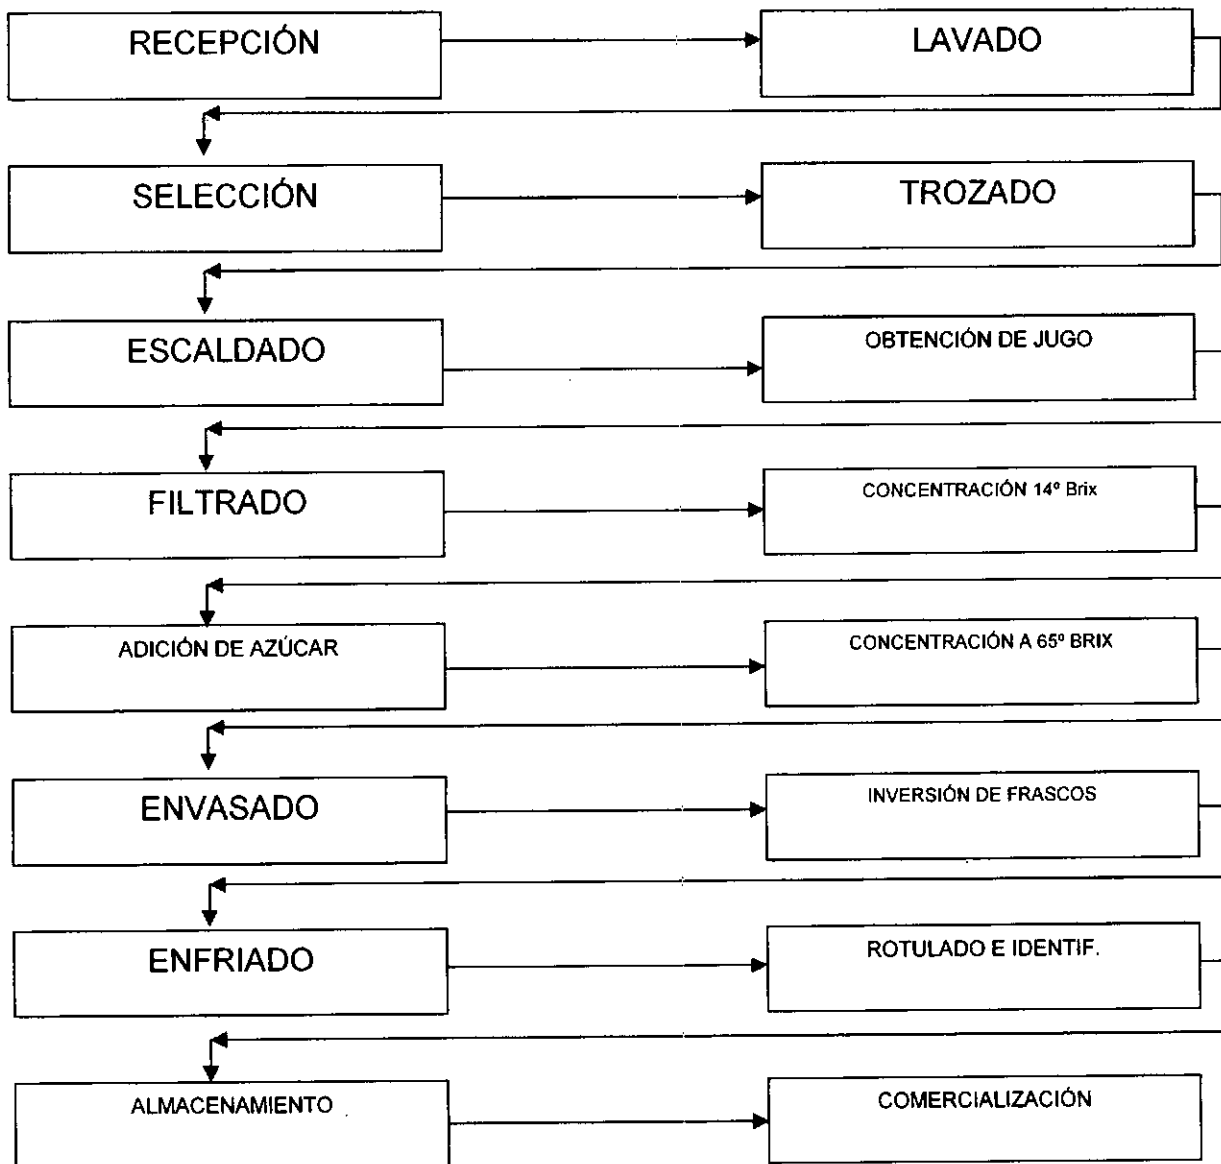 RECEPCIÓN
LAVADO
SELECCIÓN
TROZADO
ESCALDADO
OBTENCIÓN DE JUGO
FILTRADO
CONCENTRACIÓN 14º Brix
ADICIÓN DE AZÚCAR
CONCENTRACIÓN A 65º BRIX
ENVASADO
INVERSIÓN DE FRASCOS
ENFRIADO
ROTULADO E IDENTIF.
ALMACENAMIENTO
COMERCIALIZACIÓN